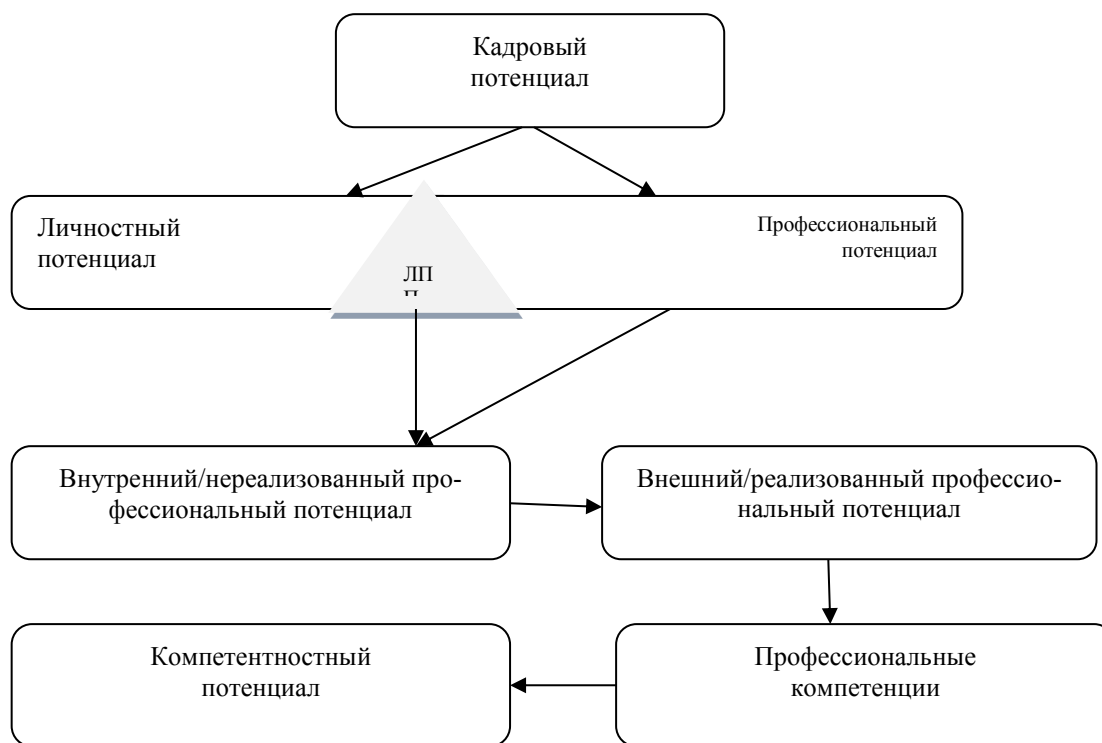 Кадровый
потенциал
Личностный
потенциал
Профессиональный
потенциал
ЛП
Внутренний/нереализованный про-
фессиональный потенциал
Внешний/реализованный профессио-
нальный потенциал
Компетентностный
потенциал
Профессиональные
компетенции